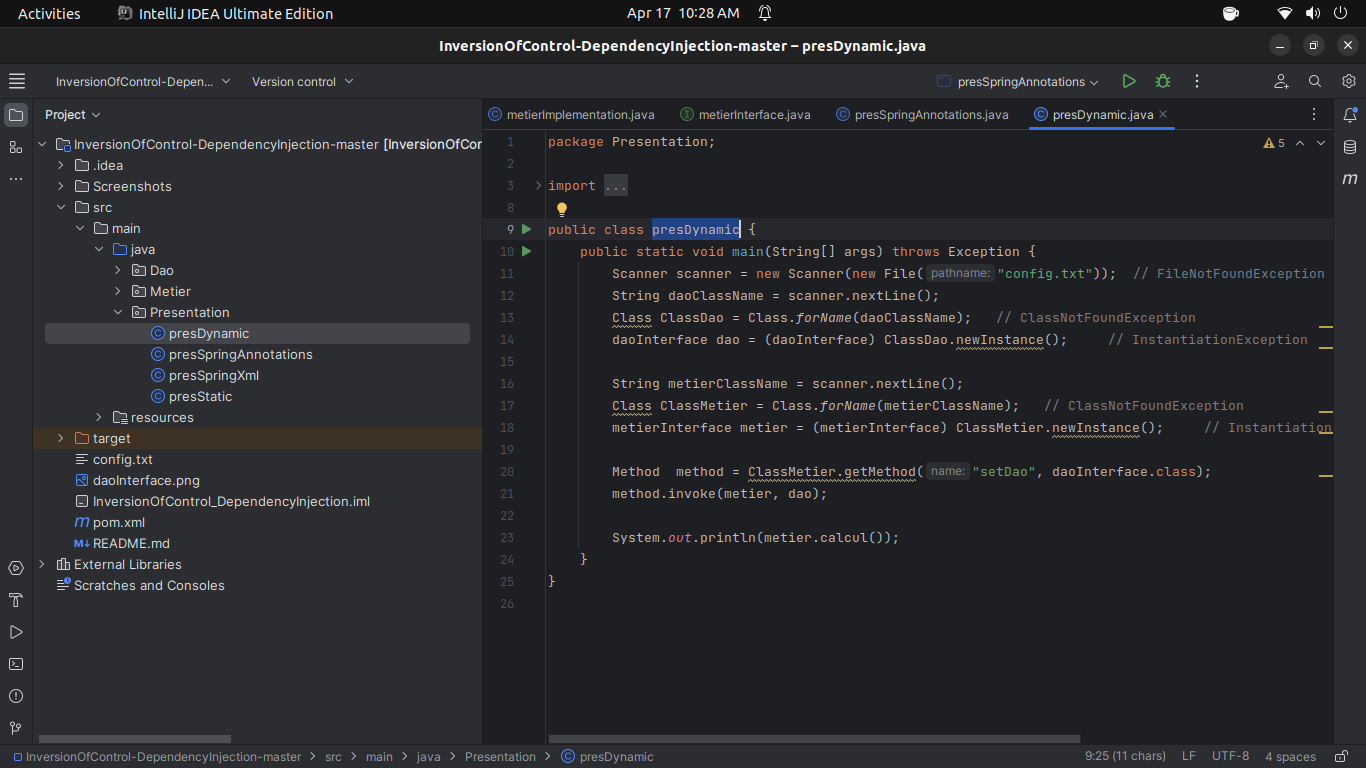 Activities IntelliJ IDEA Ultimate Edition Apr 17 10:28 AM
InversionOfControl-DependencyInjection-master – presDynamic.java
InversionOfControl-Depen... Version control presSpringAnnotations
Project
InversionOfControl-DependencyInjection-master [InversionOfCor
.idea
Screenshots
src
main
java
Dao
Metier
Presentation
presDynamic
presSpringAnnotations
presSpringXml
presStatic
resources
target
config.txt
daoInterface.png
InversionOfControl_DependencyInjection.iml
pom.xml
README.md
External Libraries
Scratches and Consoles
metierImplementation.java metierInterface.java presSpringAnnotations.java presDynamic.java
5
1 package Presentation;
2
3 import ...
8
9 public class presDynamic {
10 public static void main(String[] args) throws Exception {
11 Scanner scanner = new Scanner(new File( pathname: "config.txt")); // FileNotFoundException
12 String daoClassName = scanner.nextLine();
13 Class ClassDao = Class.forName(daoClassName); // ClassNotFoundException
14 daoInterface dao = (daoInterface) ClassDao.newInstance(); // InstantiationException
15
16 String metierClassName = scanner.nextLine();
17 Class ClassMetier = Class.forName(metierClassName); // ClassNotFoundException
18 metierInterface metier = (metierInterface) ClassMetier.newInstance(); // Instantiation
19
20 Method method = ClassMetier.getMethod( name: "setDao", daoInterface.class);
21 method.invoke(metier, dao);
22
23 System.out.println(metier.calcul());
24 }
25 }
26
InversionOfControl-DependencyInjection-master > src > main > java > Presentation > presDynamic 9:25 (11 chars) LF UTF-8 4 spaces